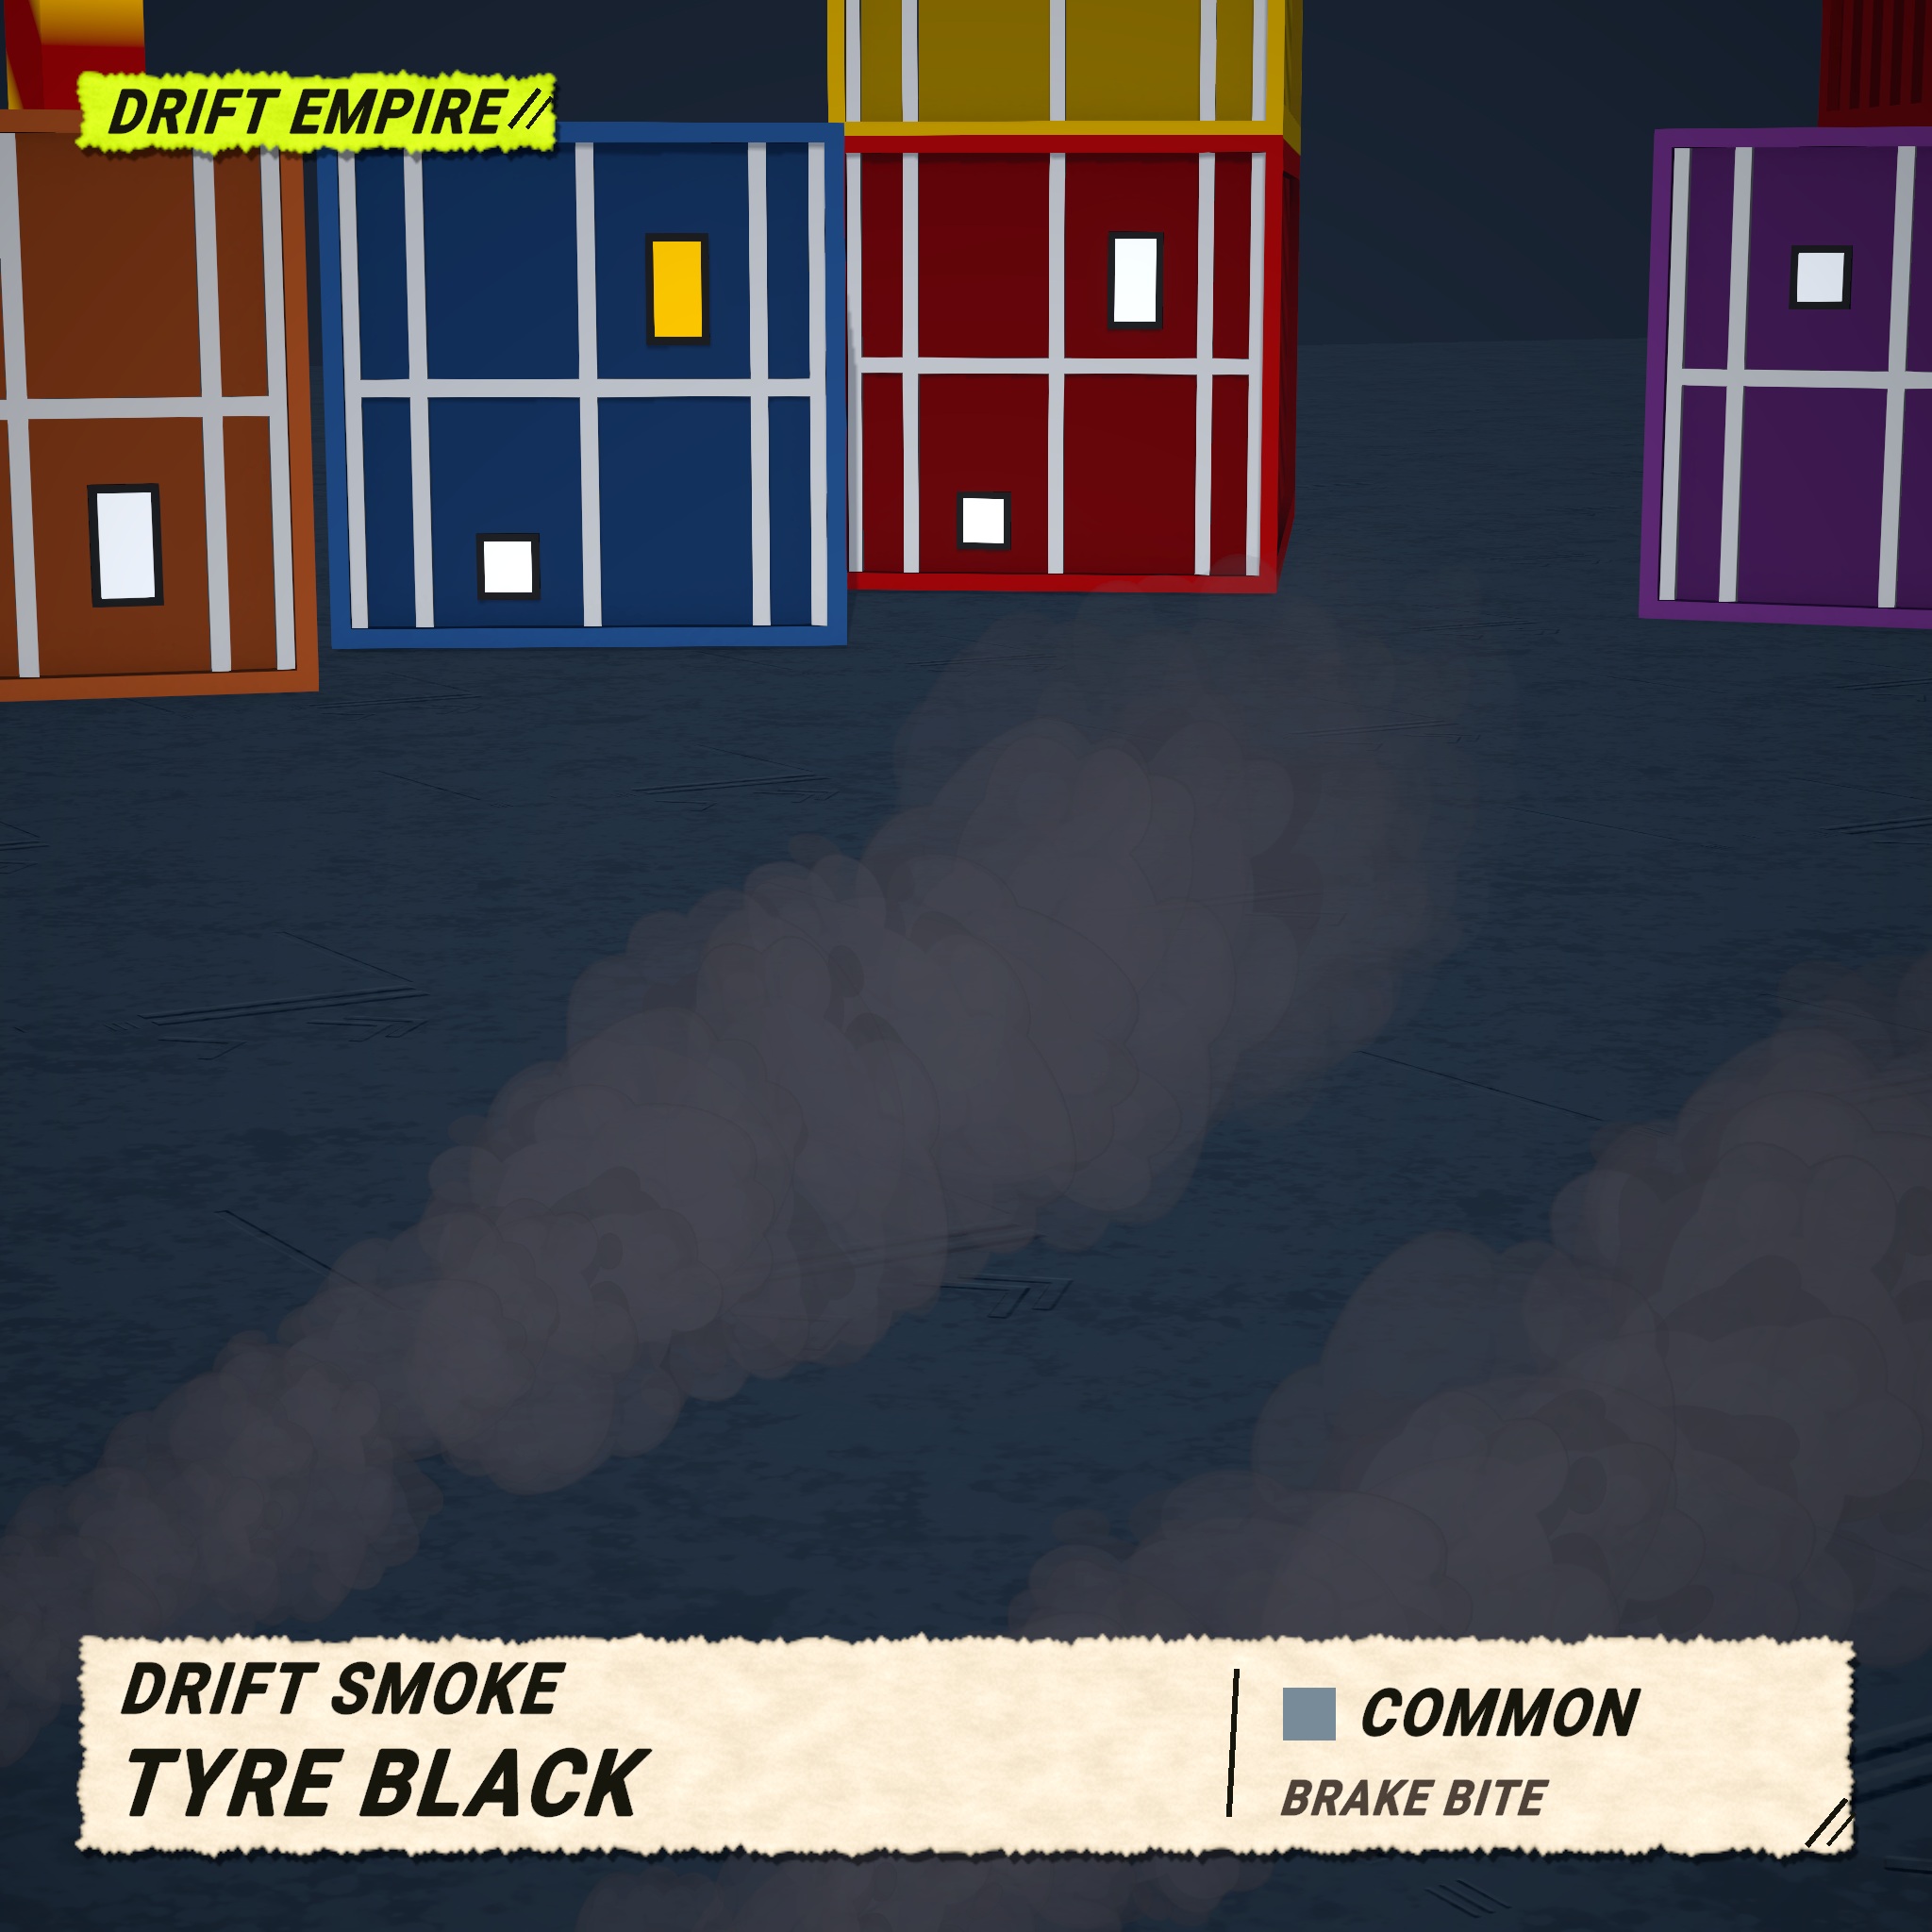 DRIFT EMPIRE//
DRIFT SMOKE
TYRE BLACK
COMMON
BRAKE BITE